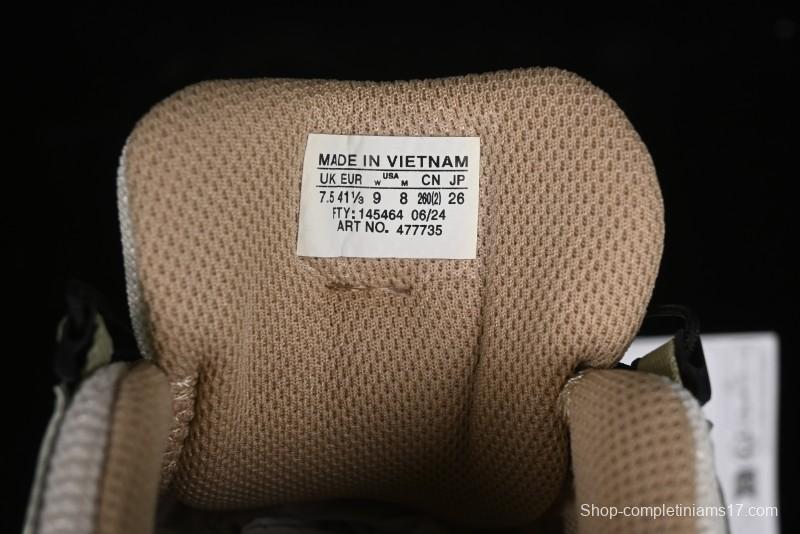 MADE IN VIETNAM
UK EUR W USA M CN JP
7.5 41⅓ 9 8 260(2) 26
FTY: 145464 06/24
ART NO. 477735
Shop-completiniams17.com